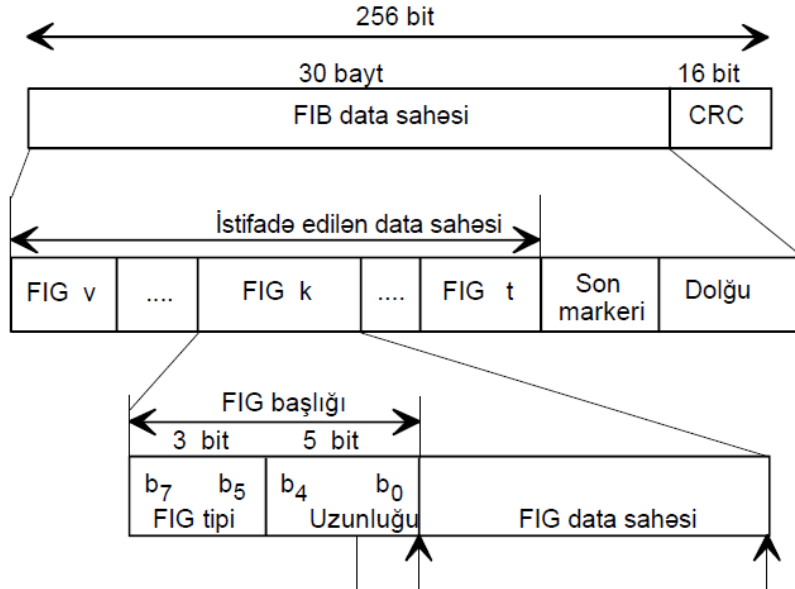 256 bit
30 bayt 16 bit
FIB data sahəsi CRC
İstifadə edilən data sahəsi
FIG v .... FIG k .... FIG t Son markeri Dolğu
FIG başlığı
3 bit 5 bit
b7 b5 b4 b0
FIG tipi Uzunluğu FIG data sahəsi